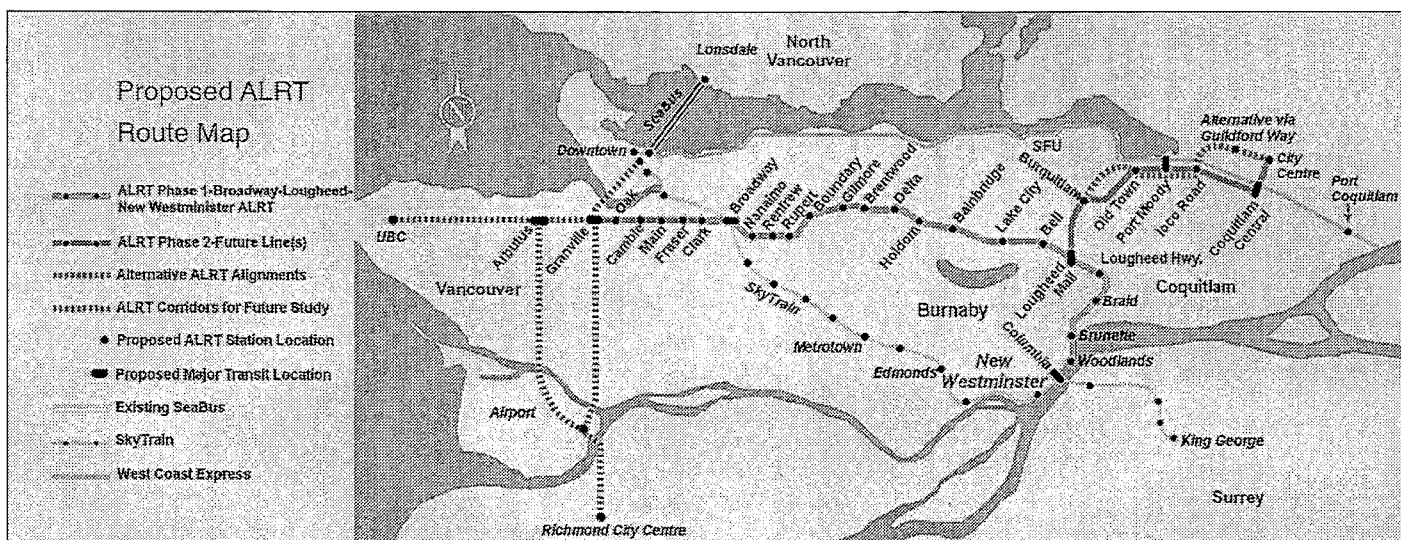 Proposed ALRT
Route Map
ALRT Phase 1-Broadway-Lougheed-
New Westminister ALRT
ALRT Phase 2-Future Line(s)
Alternative ALRT Alignments
ALRT Corridors for Future Study
Proposed ALRT Station Location
Proposed Major Transit Location
Existing SeaBus
SkyTrain
West Coast Express
Lonsdale
North
Vancouver
SeaBus
Downtown
Alternative via
Guildford Way
SFU
City
Centre
Port
Coquitlam
UBC
Arbutus
Granville
Oak
Cambie
Main
Fraser
Clark
Broadway
Nanaimo
Renfrew
Rupert
Boundary
Gilmore
Brentwood
Delta
Holdom
Bainbridge
Lake City
Bell
Burquitlam
Old Town
Port Moody
Ioco Road
Coquitlam
Central
Lougheed Hwy.
Lougheed
Mall
Coquitlam
Vancouver
Burnaby
Braid
SkyTrain
Brunette
Columbia
Woodlands
Metrotown
New
Westminster
Edmonds
Airport
King George
Surrey
Richmond City Centre